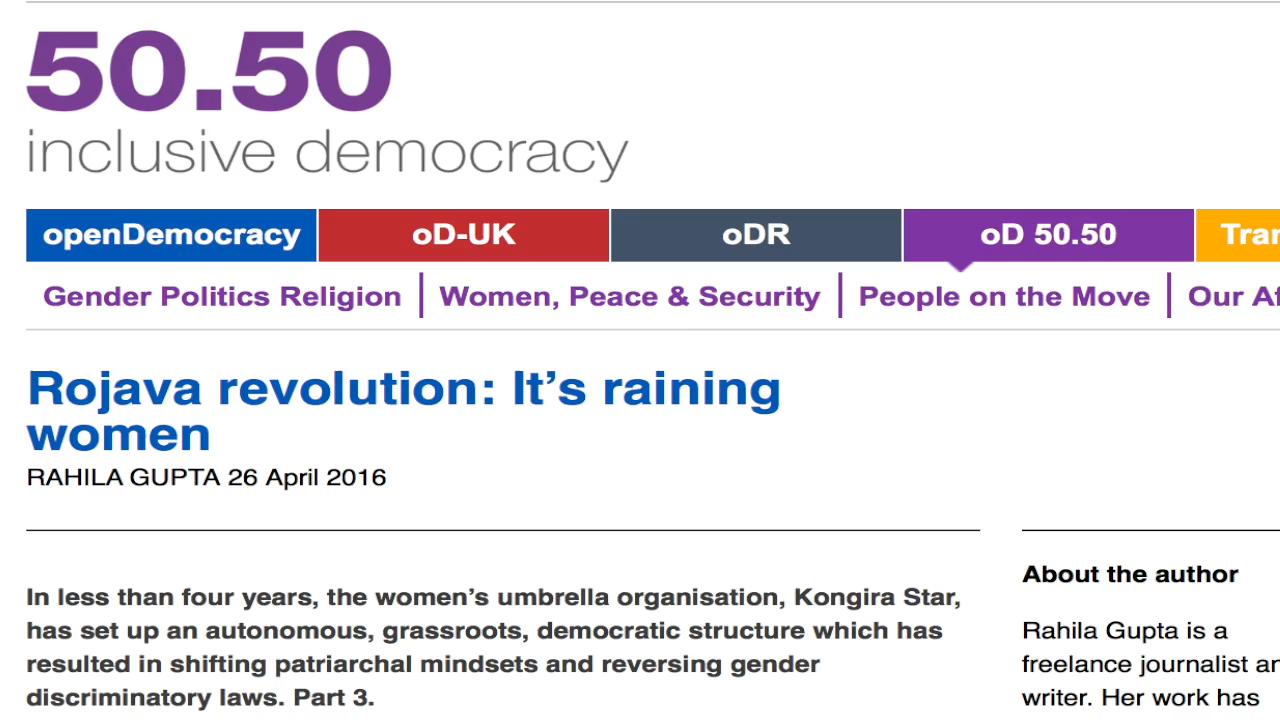 50.50
inclusive democracy
openDemocracy oD-UK oDR oD 50.50
Gender Politics Religion Women, Peace & Security People on the Move Our
Rojava revolution: It’s raining
women
RAHILA GUPTA 26 April 2016
In less than four years, the women’s umbrella organisation, Kongira Star,
has set up an autonomous, grassroots, democratic structure which has
resulted in shifting patriarchal mindsets and reversing gender
discriminatory laws. Part 3.
About the author
Rahila Gupta is a
freelance journalist
writer. Her work has